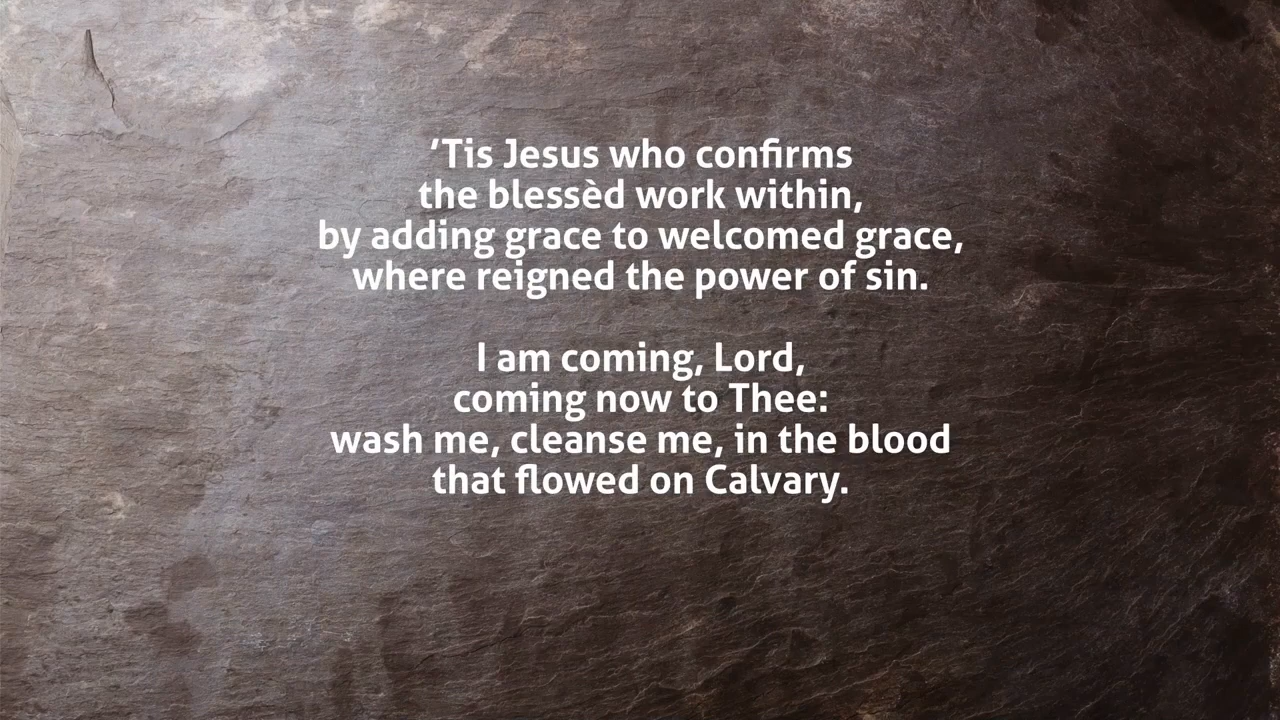 ’Tis Jesus who confirms
the blessèd work within,
by adding grace to welcomed grace,
where reigned the power of sin.
I am coming, Lord,
coming now to Thee:
wash me, cleanse me, in the blood
that flowed on Calvary.